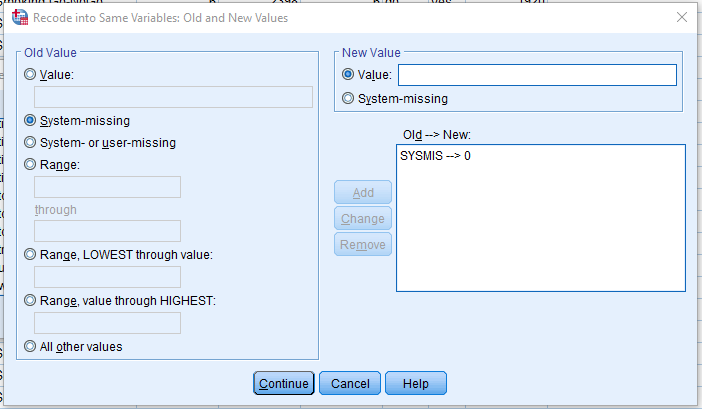 Recode into Same Variables: Old and New Values
Old Value
Value:
System-missing
System- or user-missing
Range:
through
Range, LOWEST through value:
Range, value through HIGHEST:
All other values
New Value
Value:
System-missing
Old --> New:
SYSMIS --> 0
Add
Change
Remove
Continue
Cancel
Help